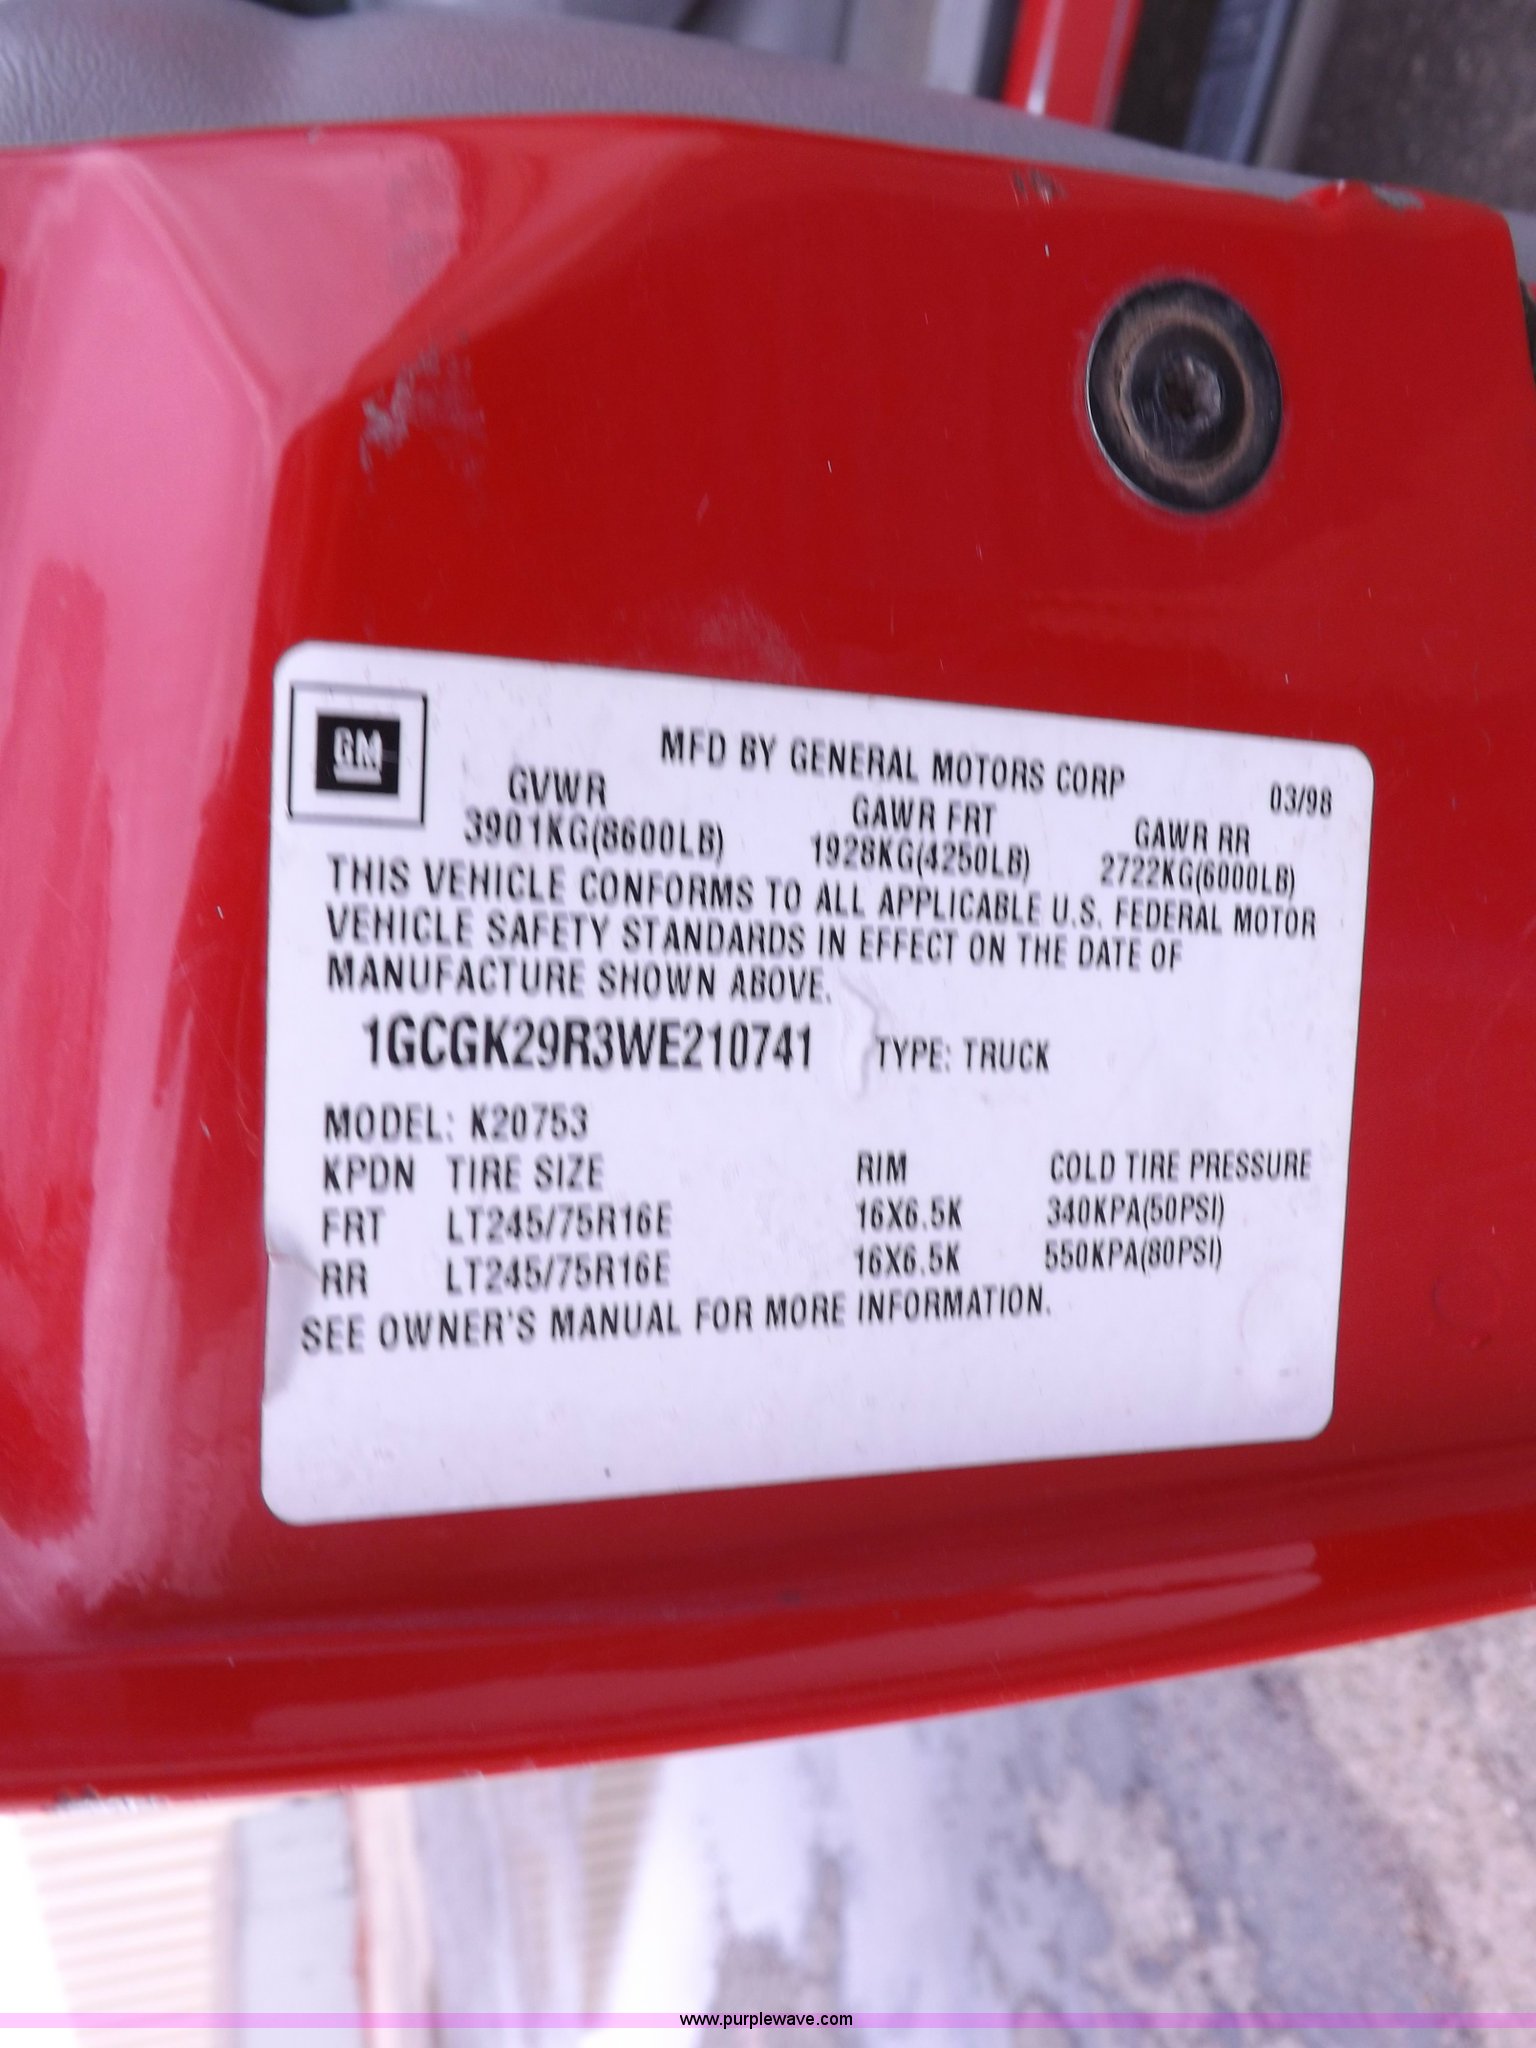 GM
MFD BY GENERAL MOTORS CORP 03/98
GVWR GAWR FRT GAWR RR
3901KG(8600LB) 1928KG(4250LB) 2722KG(6000LB)
THIS VEHICLE CONFORMS TO ALL APPLICABLE U.S. FEDERAL MOTOR
VEHICLE SAFETY STANDARDS IN EFFECT ON THE DATE OF
MANUFACTURE SHOWN ABOVE.
1GCGK29R3WE210741 TYPE: TRUCK
MODEL: K20753
KPDN TIRE SIZE RIM COLD TIRE PRESSURE
FRT LT245/75R16E 16X6.5K 340KPA(50PSI)
RR LT245/75R16E 16X6.5K 550KPA(80PSI)
SEE OWNER'S MANUAL FOR MORE INFORMATION.
www.purplewave.com